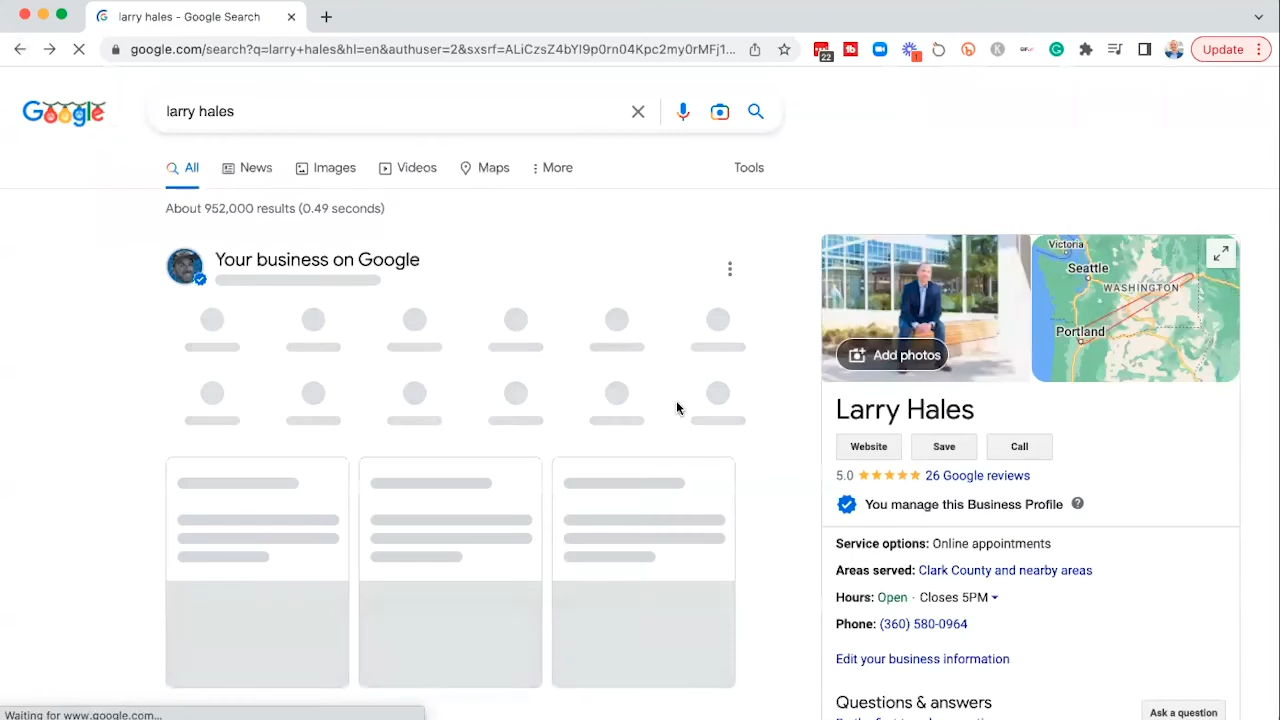 larry hales - Google Search
google.com/search?q=larry+hales&hl=en&authuser=2&sxsrf=ALiCzsZ4bYl9p0rn04Kpc2my0rMFj1...
22
1
Update
Google
larry hales
All
News
Images
Videos
Maps
More
Tools
About 952,000 results (0.49 seconds)
Your business on Google
Add photos
Victoria
Seattle
WASHINGTON
Portland
Larry Hales
Website
Save
Call
5.0
26 Google reviews
You manage this Business Profile
Service options: Online appointments
Areas served: Clark County and nearby areas
Hours: Open · Closes 5PM
Phone: (360) 580-0964
Edit your business information
Questions & answers
Ask a question
Waiting for www.google.com...